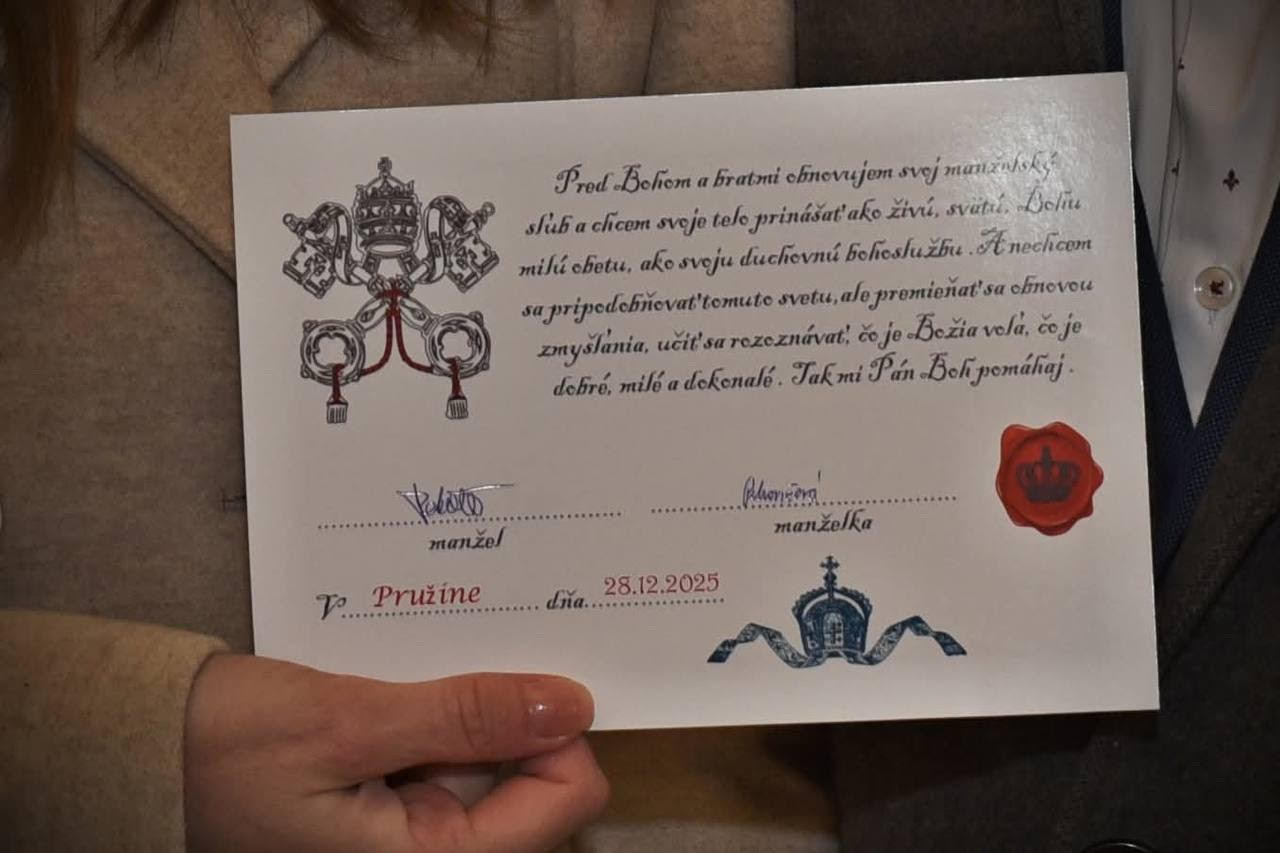 Pred Bohom a bratmi obnovujem svoj manželský
sľub a chcem svoje telo prinášať ako živú, svätú, Bohu
milú obetu, ako svoju duchovnú bohoslužbu. A nechcem
sa pripodobňovať tomuto svetu, ale premieňať sa obnovou
zmýšľania, učiť sa rozoznávať, čo je Božia voľa, čo je
dobré, milé a dokonalé. Tak mi Pán Boh pomáhaj.
manžel
manželka
V Pružíne dňa 28.12.2025